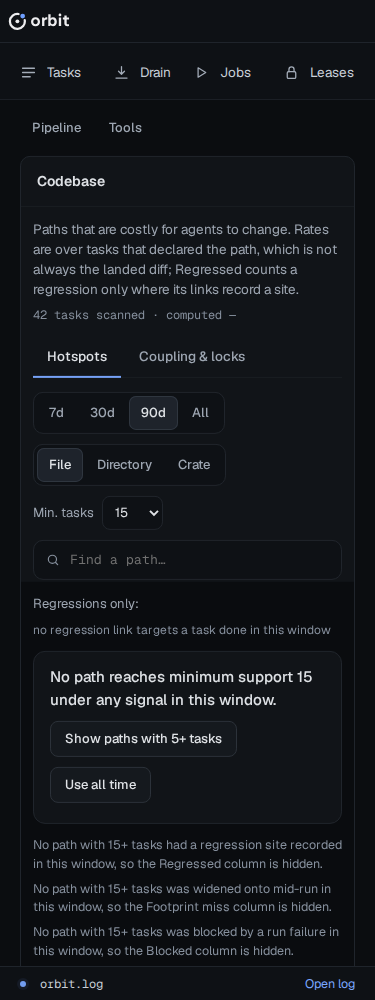 orbit
Tasks
Drain
Jobs
Leases
Pipeline
Tools
Codebase
Paths that are costly for agents to change. Rates
are over tasks that declared the path, which is not
always the landed diff; Regressed counts a
regression only where its links record a site.
42 tasks scanned · computed —
Hotspots
Coupling & locks
7d
30d
90d
All
File
Directory
Crate
Min. tasks
15
Find a path…
Regressions only:
no regression link targets a task done in this window
No path reaches minimum support 15
under any signal in this window.
Show paths with 5+ tasks
Use all time
No path with 15+ tasks had a regression site recorded
in this window, so the Regressed column is hidden.
No path with 15+ tasks was widened onto mid-run in
this window, so the Footprint miss column is hidden.
No path with 15+ tasks was blocked by a run failure in
this window, so the Blocked column is hidden.
orbit.log
Open log